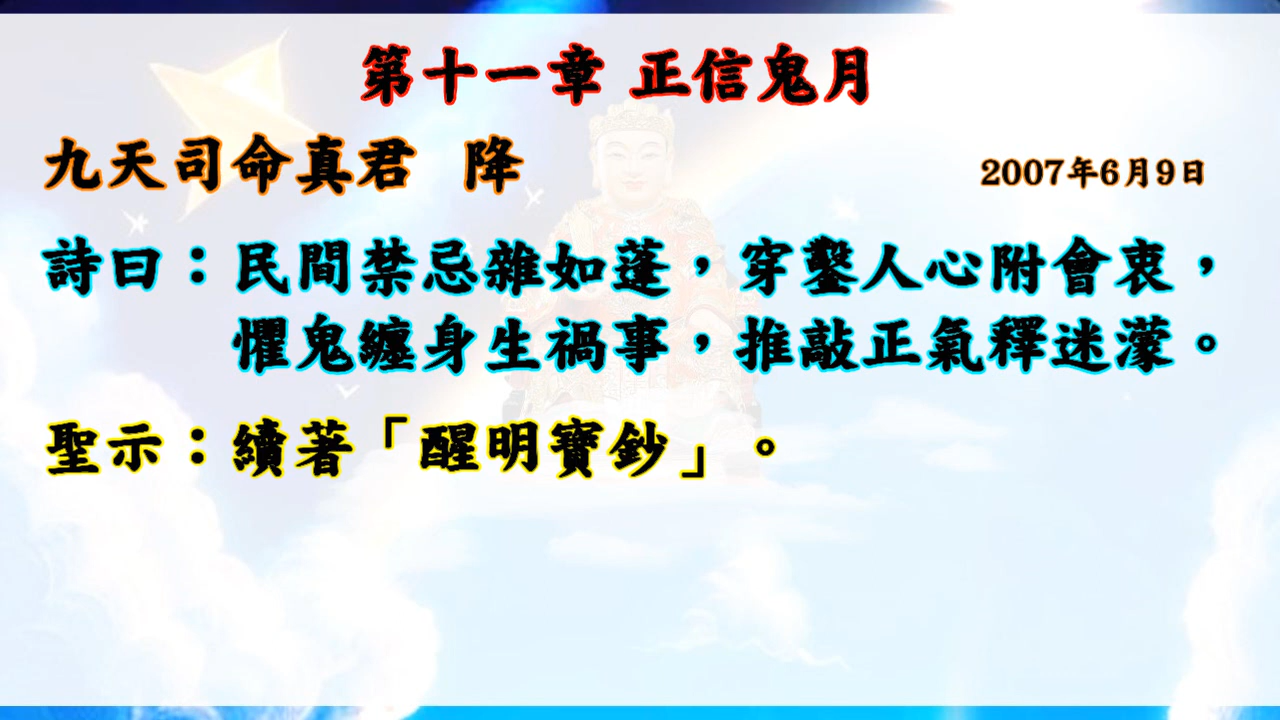 第十一章 正信鬼月
九天司命真君 降 2007年6月9日
詩曰：民間禁忌雜如蓬，穿鑿人心附會衷，
懼鬼纏身生禍事，推敲正氣釋迷濛。
聖示：續著「醒明寶鈔」。